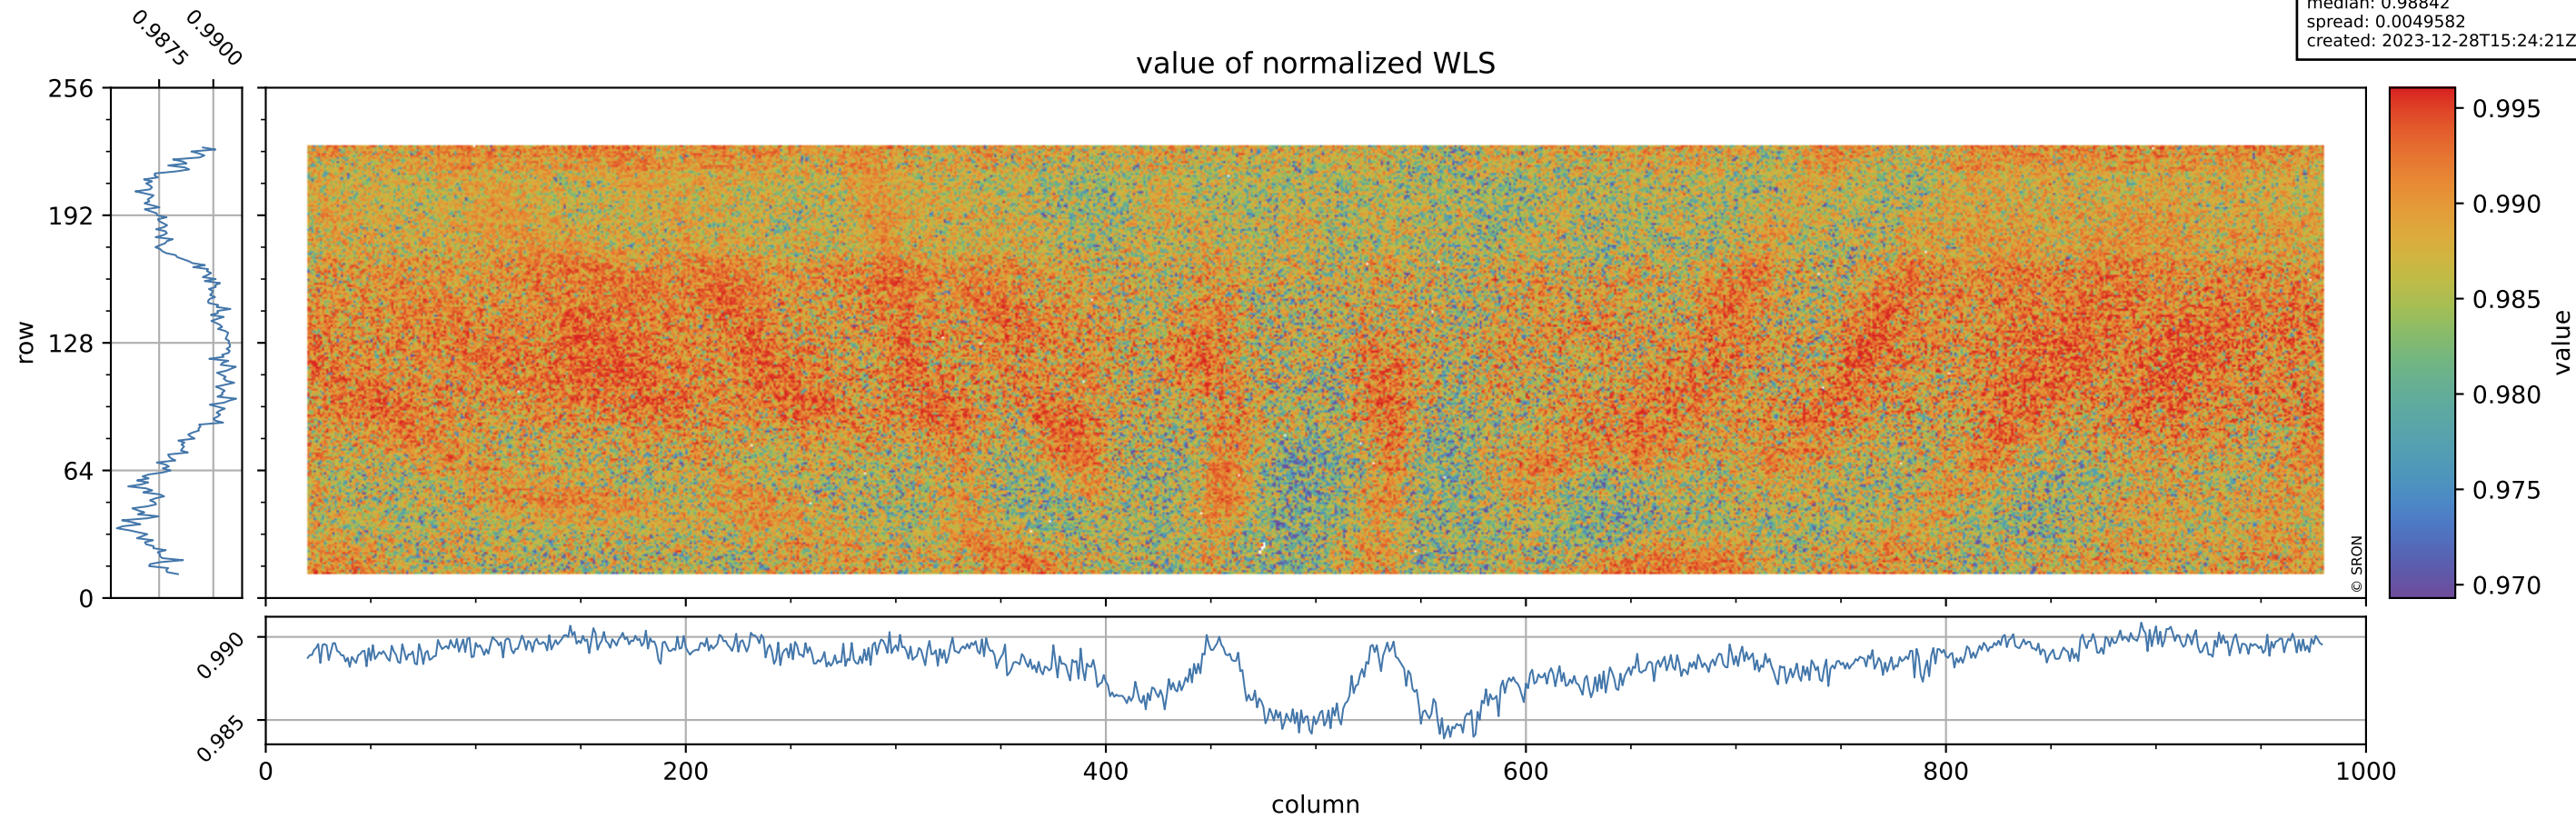 median: 0.98842
spread: 0.0049582
created: 2023-12-28T15:24:21Z
value of normalized WLS
0.9875
0.9900
256
192
128
64
0
row
0.995
0.990
0.985
0.980
0.975
0.970
value
© SRON
0.990
0.985
0
200
400
600
800
1000
column